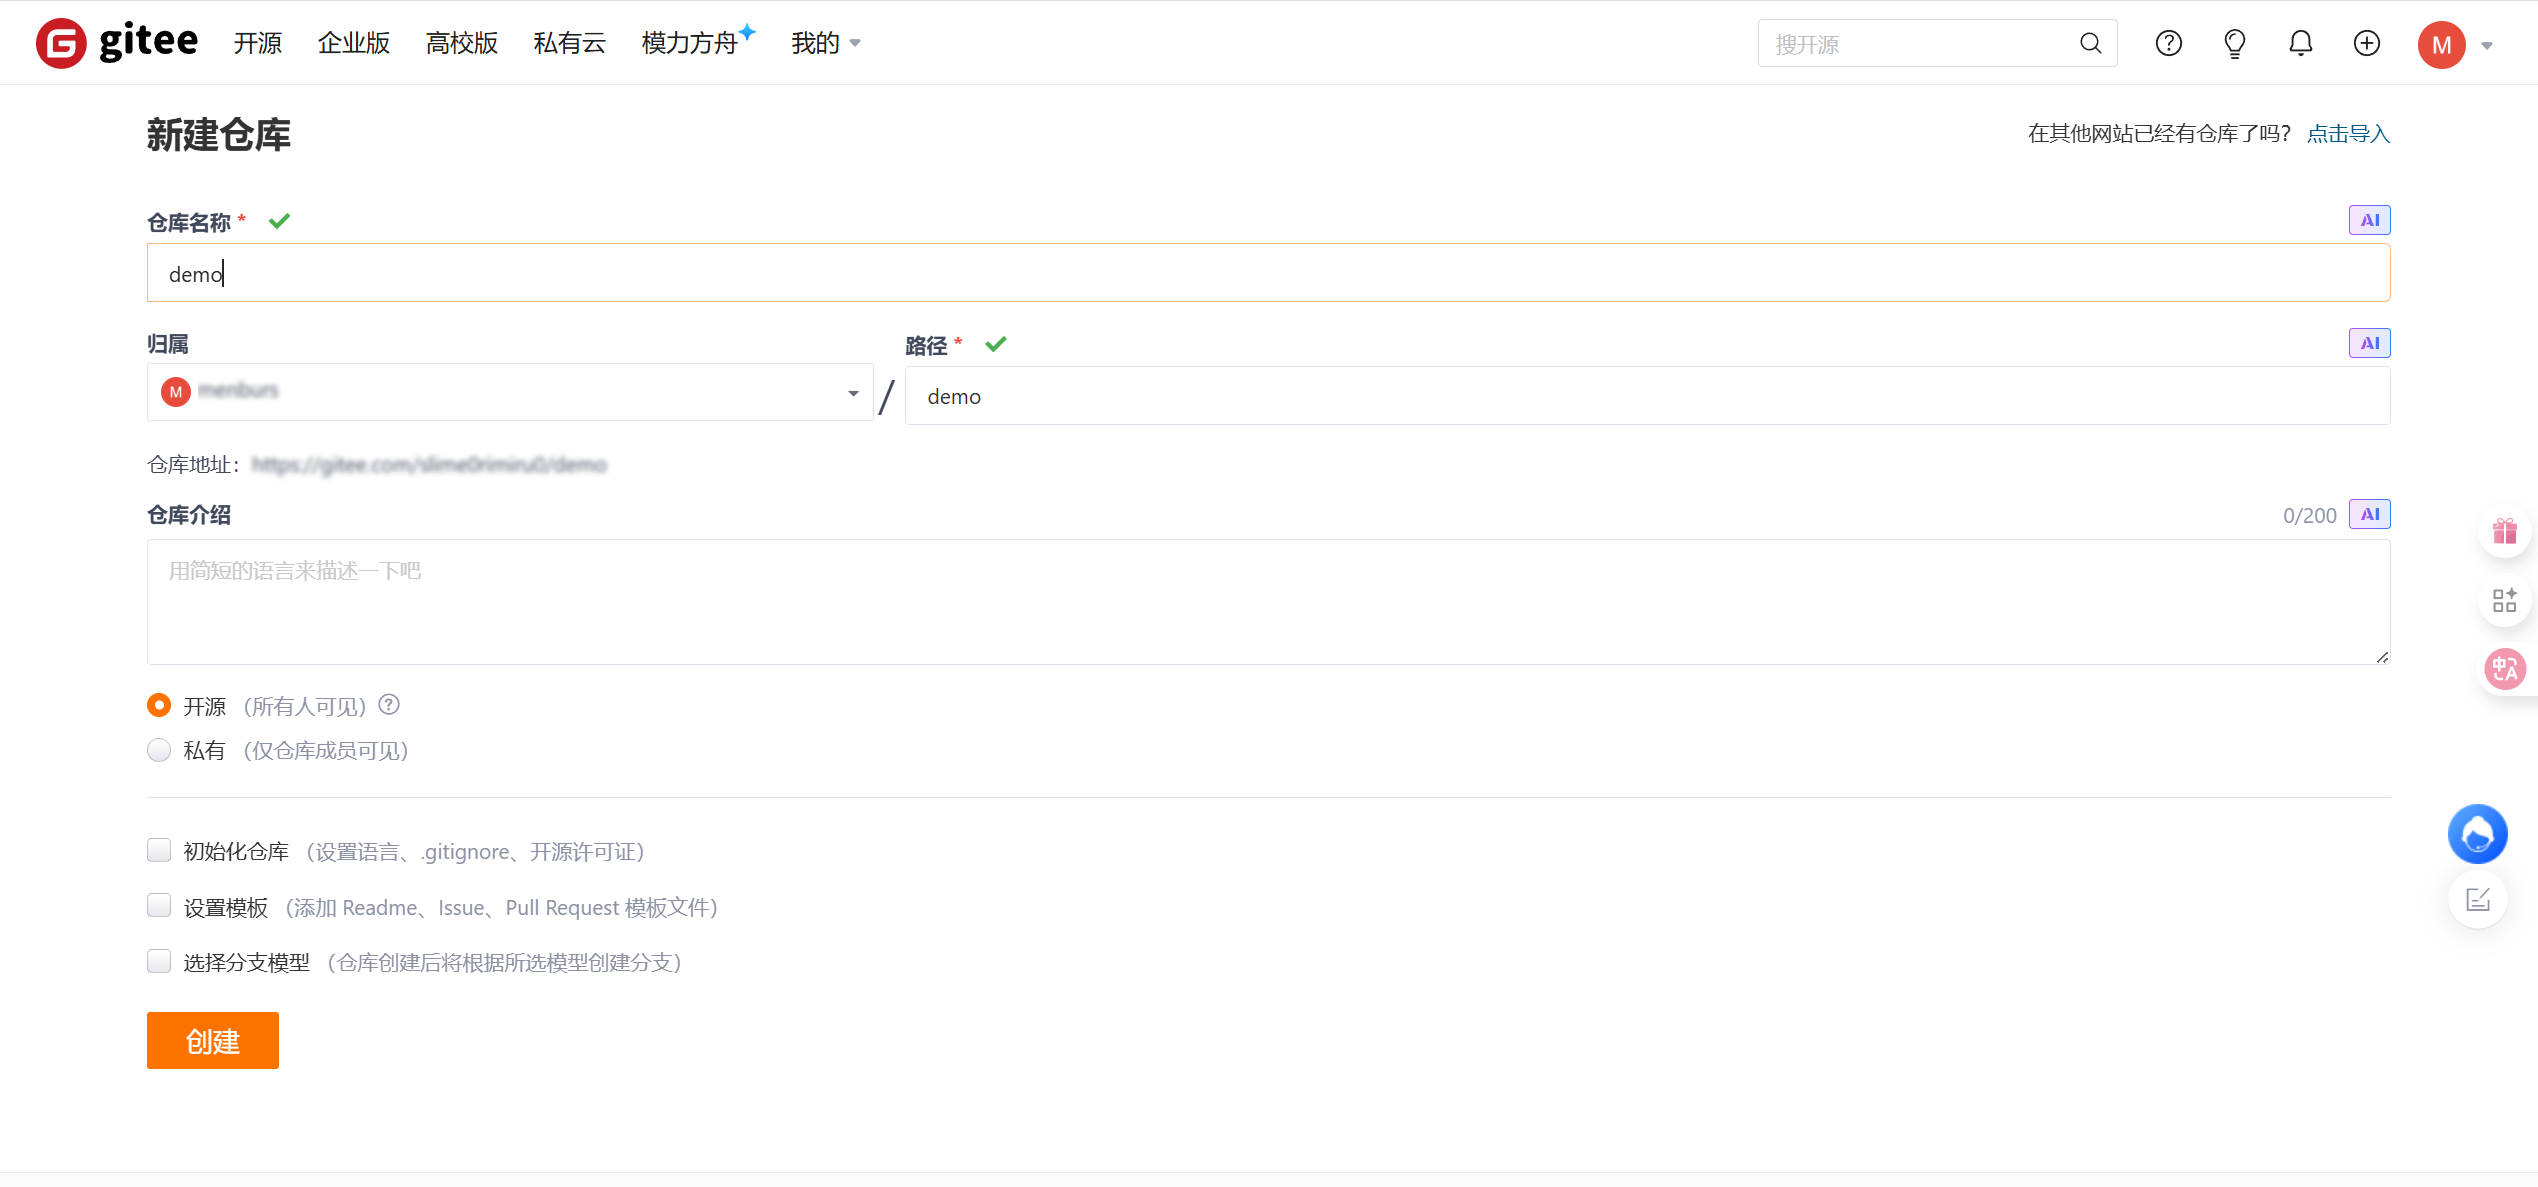 gitee 开源 企业版 高校版 私有云 模力方舟 我的 搜开源 M
新建仓库 在其他网站已经有仓库了吗? 点击导入
仓库名称 * AI
demo
归属 路径 * AI
M / demo
仓库地址：
仓库介绍 0/200 AI
用简短的语言来描述一下吧
开源 （所有人可见）
私有 （仅仓库成员可见）
初始化仓库 （设置语言、.gitignore、开源许可证）
设置模板 （添加 Readme、Issue、Pull Request 模板文件）
选择分支模型 （仓库创建后将根据所选模型创建分支）
创建